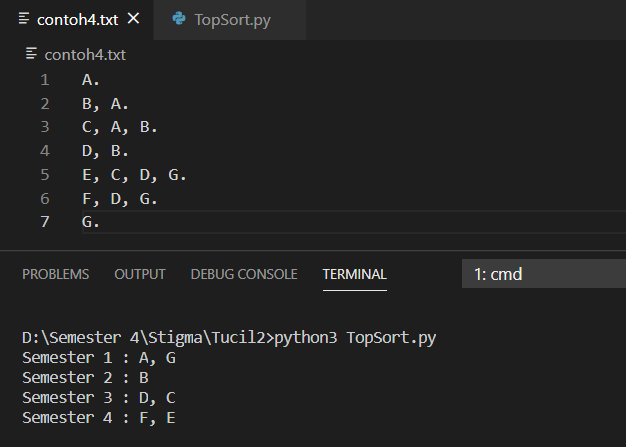 contoh4.txt TopSort.py
contoh4.txt
1 A.
2 B, A.
3 C, A, B.
4 D, B.
5 E, C, D, G.
6 F, D, G.
7 G.
PROBLEMS OUTPUT DEBUG CONSOLE TERMINAL 1: cmd
D:\Semester 4\Stigma\Tucil2>python3 TopSort.py
Semester 1 : A, G
Semester 2 : B
Semester 3 : D, C
Semester 4 : F, E